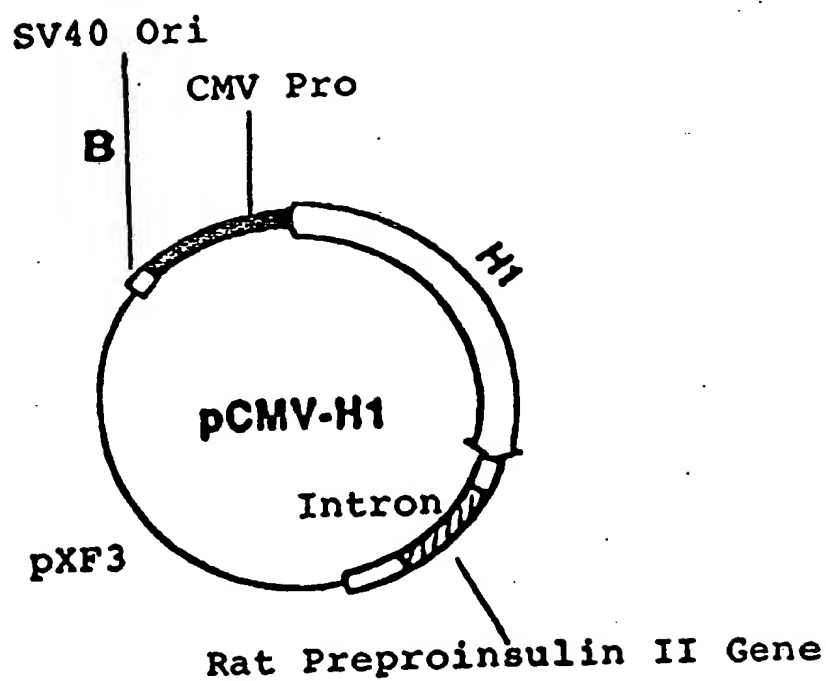 SV40 Ori
CMV Pro
B
H1
pCMV-H1
Intron
pXF3
Rat Preproinsulin II Gene